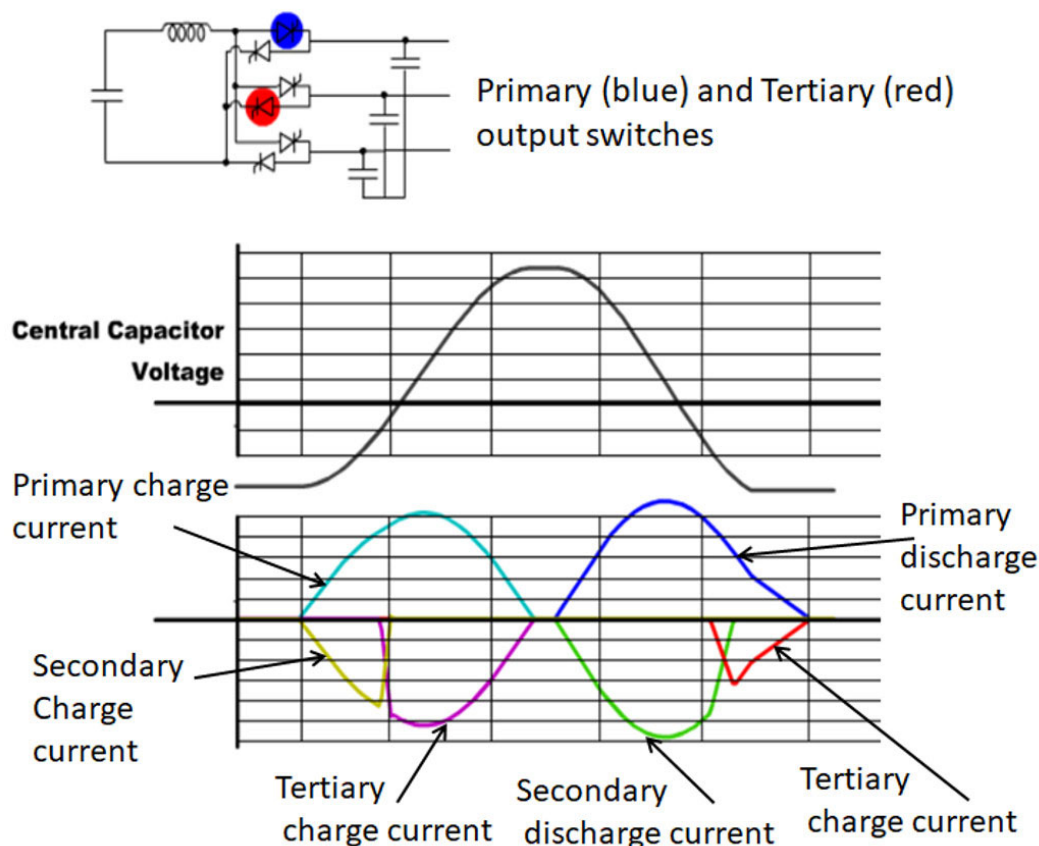 Primary (blue) and Tertiary (red)
output switches
Central Capacitor
Voltage
Primary charge
current
Primary
discharge
current
Secondary
Charge
current
Tertiary
charge current
Secondary
discharge current
Tertiary
charge current